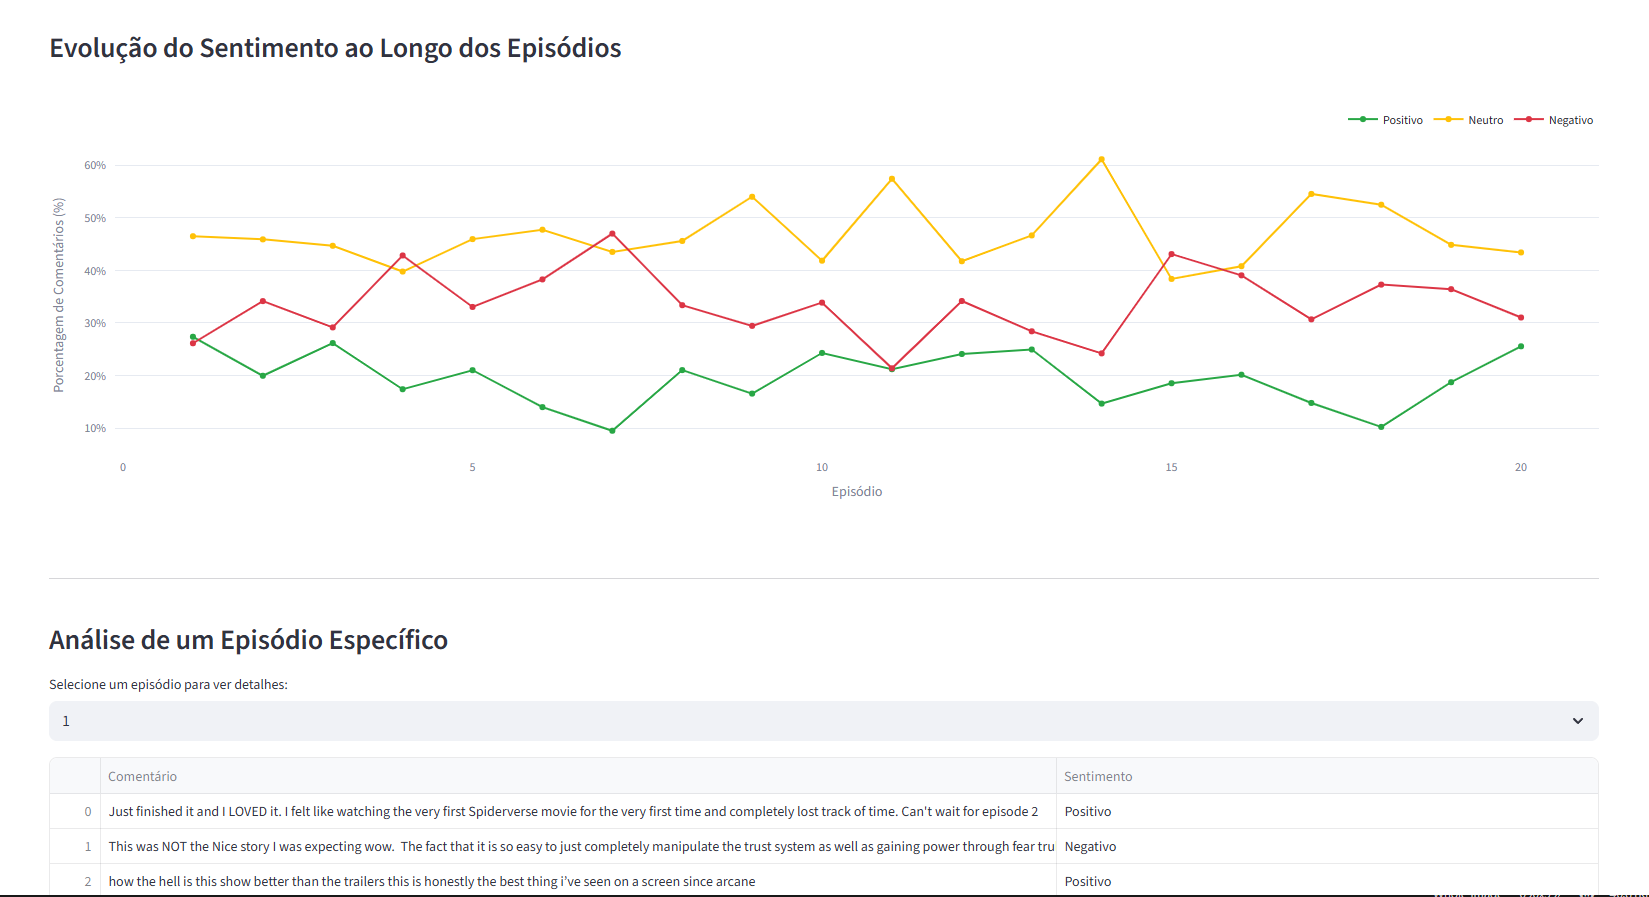 Evolução do Sentimento ao Longo dos Episódios
Positivo Neutro Negativo
Porcentagem de Comentários (%)
60%
50%
40%
30%
20%
10%
0 5 10 15 20
Episódio
Análise de um Episódio Específico
Selecione um episódio para ver detalhes:
1
Comentário Sentimento
0 Just finished it and I LOVED it. I felt like watching the very first Spiderverse movie for the very first time and completely lost track of time. Can't wait for episode 2 Positivo
1 This was NOT the Nice story I was expecting wow.  The fact that it is so easy to just completely manipulate the trust system as well as gaining power through fear tru Negativo
2 how the hell is this show better than the trailers this is honestly the best thing i've seen on a screen since arcane Positivo